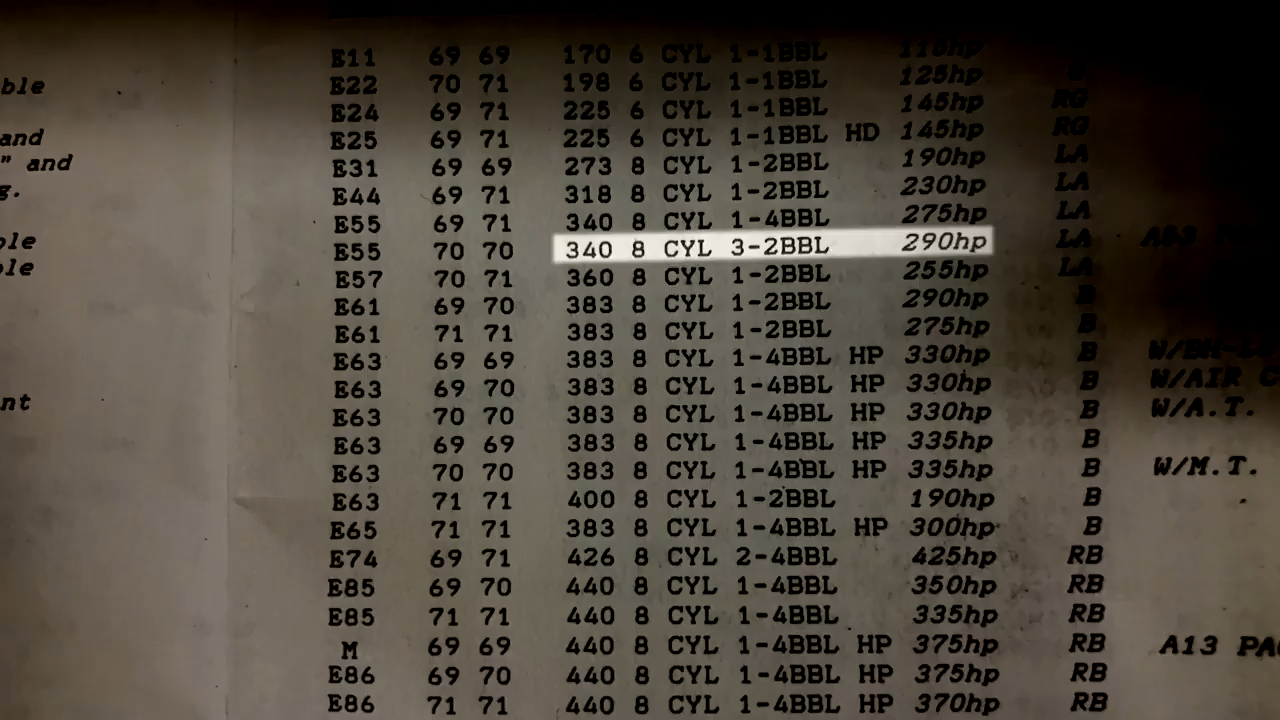 E11 69 69 170 6 CYL 1-1BBL 115hp
ble E22 70 71 198 6 CYL 1-1BBL 125hp
E24 69 71 225 6 CYL 1-1BBL 145hp RG
and E25 69 71 225 6 CYL 1-1BBL HD 145hp RG
" and E31 69 69 273 8 CYL 1-2BBL 190hp LA
g. E44 69 71 318 8 CYL 1-2BBL 230hp LA
E55 69 71 340 8 CYL 1-4BBL 275hp LA
ble E55 70 70 340 8 CYL 3-2BBL 290hp LA
ble E57 70 71 360 8 CYL 1-2BBL 255hp LA
E61 69 70 383 8 CYL 1-2BBL 290hp B
E61 71 71 383 8 CYL 1-2BBL 275hp B
E63 69 69 383 8 CYL 1-4BBL HP 330hp B
E63 69 70 383 8 CYL 1-4BBL HP 330hp B W/AIR C
nt E63 70 70 383 8 CYL 1-4BBL HP 330hp B W/A.T.
E63 69 69 383 8 CYL 1-4BBL HP 335hp B
E63 70 70 383 8 CYL 1-4BBL HP 335hp B W/M.T.
E63 71 71 400 8 CYL 1-2BBL 190hp B
E65 71 71 383 8 CYL 1-4BBL HP 300hp B
E74 69 71 426 8 CYL 2-4BBL 425hp RB
E85 69 70 440 8 CYL 1-4BBL 350hp RB
E85 71 71 440 8 CYL 1-4BBL 335hp RB
M 69 69 440 8 CYL 1-4BBL HP 375hp RB A13 PA
E86 69 70 440 8 CYL 1-4BBL HP 375hp RB
E86 71 71 440 8 CYL 1-4BBL HP 370hp RB